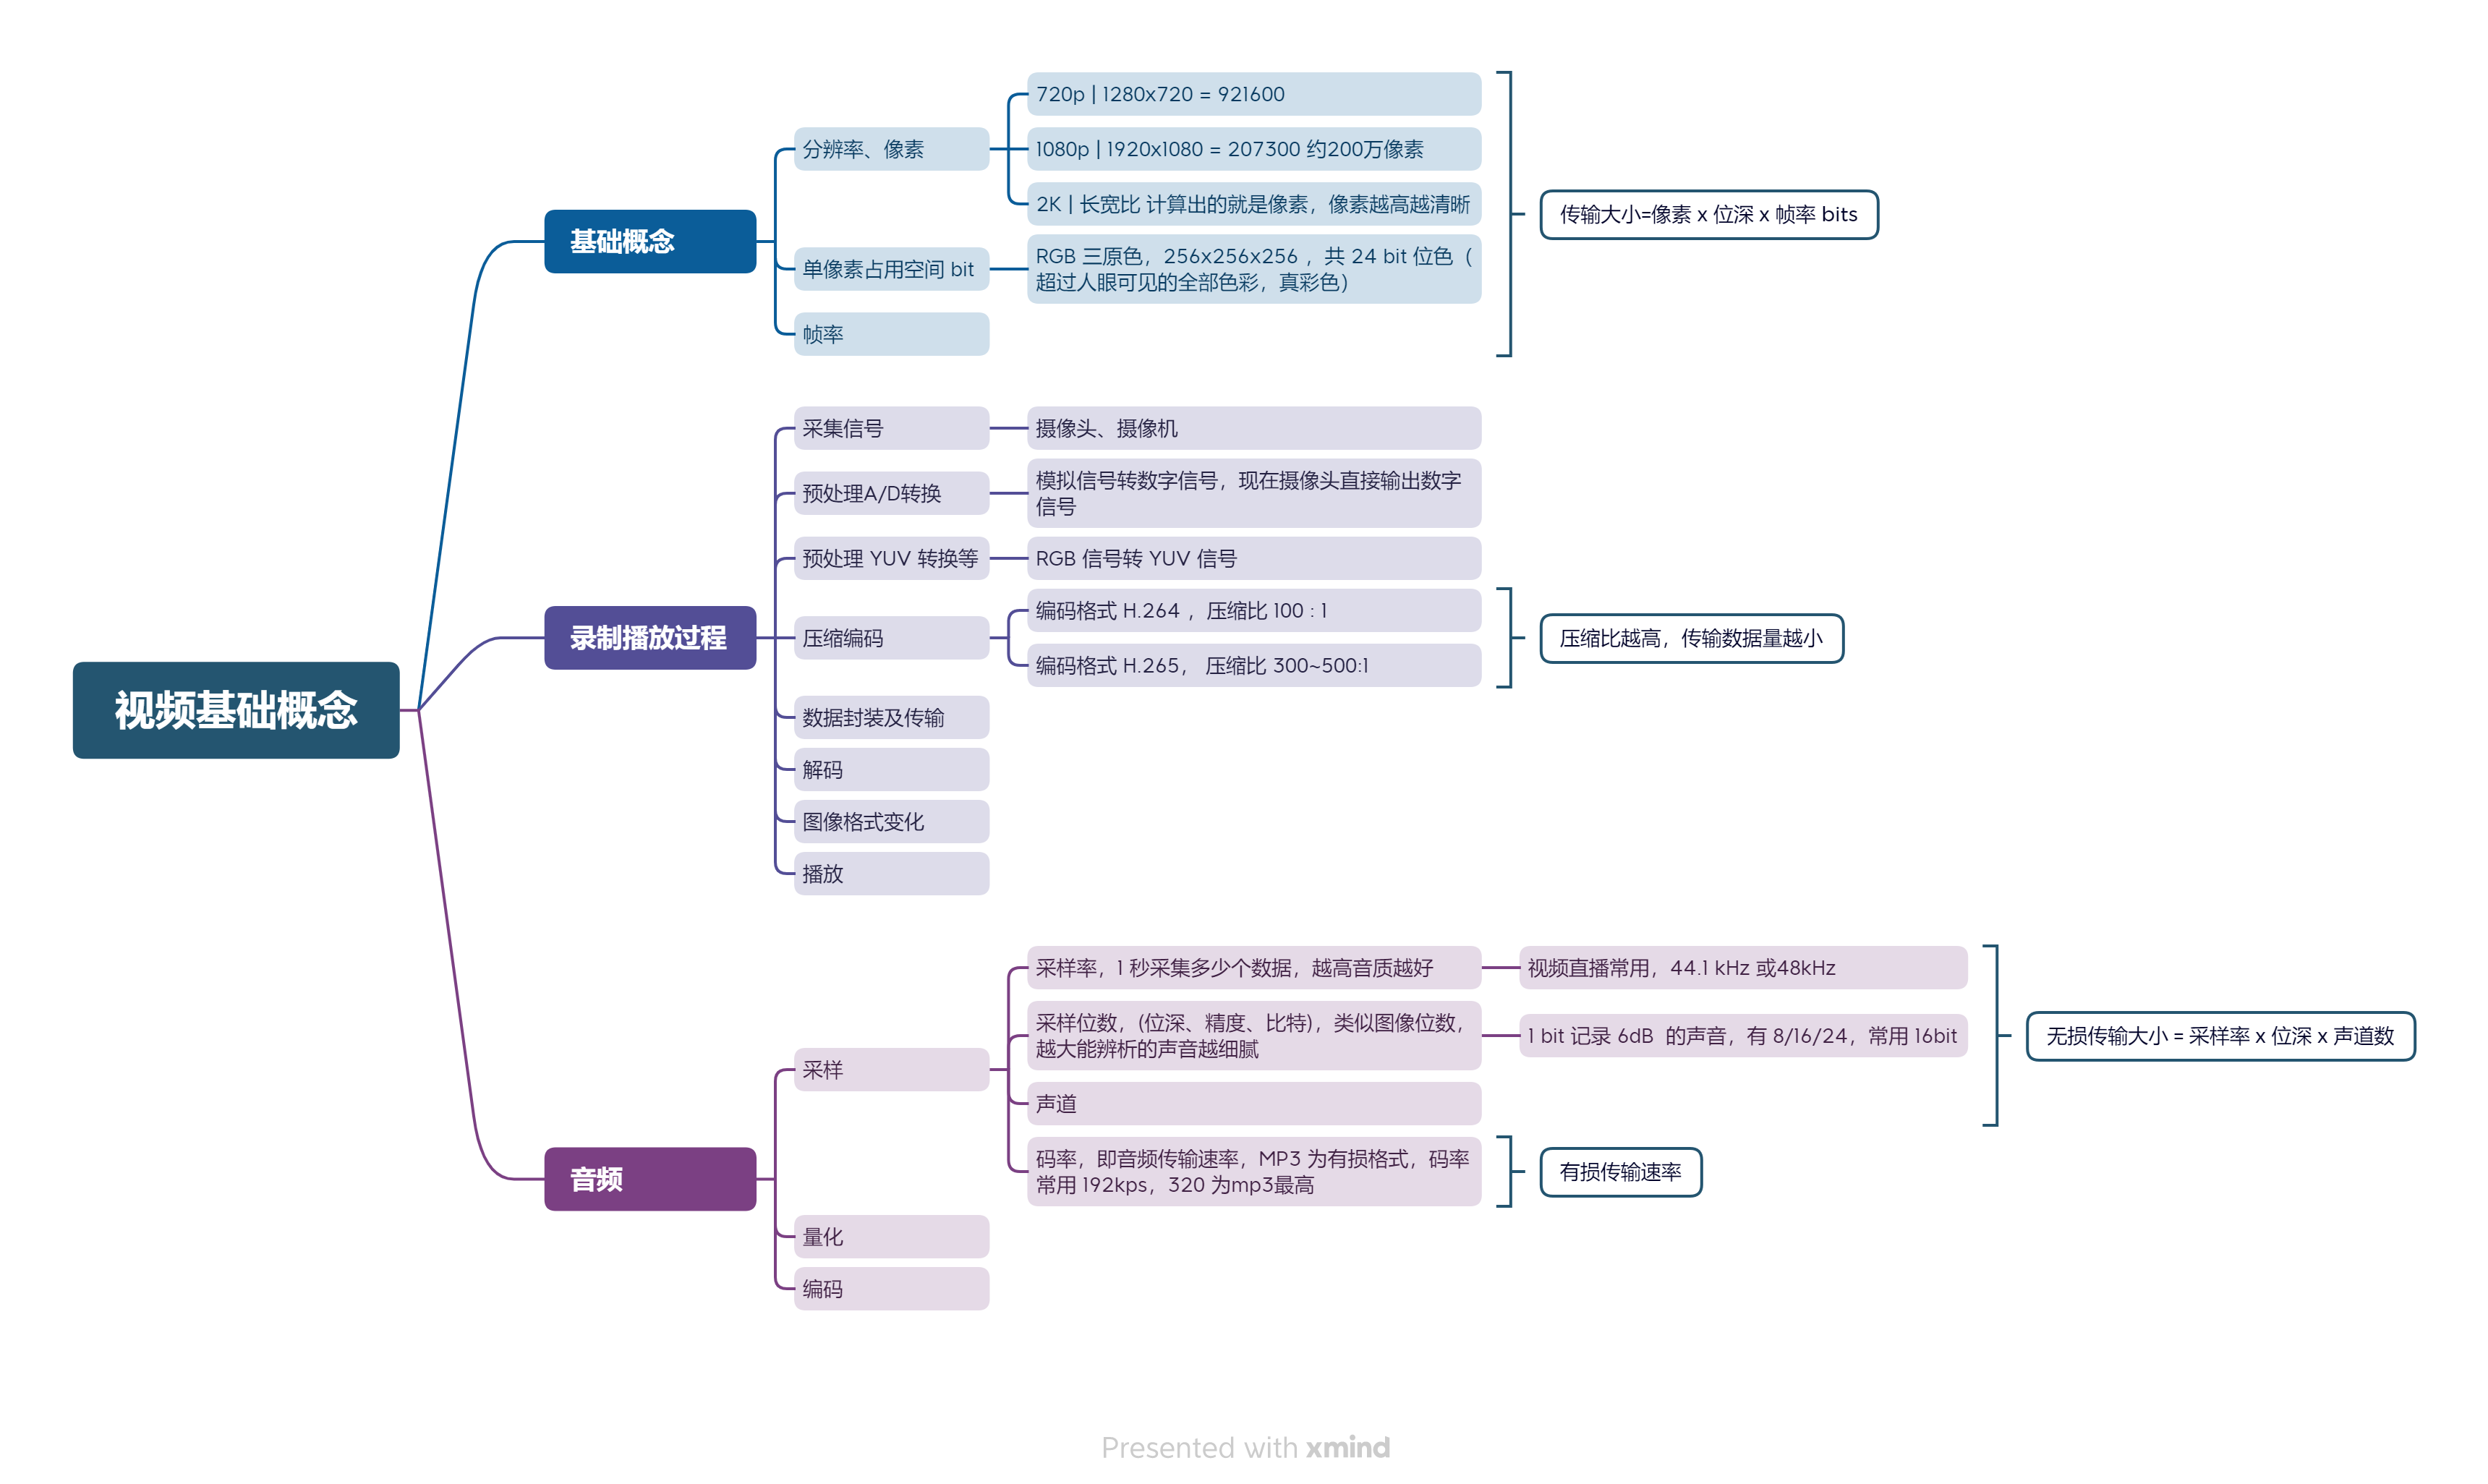 视频基础概念
基础概念
分辨率、像素
720p | 1280x720 = 921600
1080p | 1920x1080 = 207300 约200万像素
2K | 长宽比 计算出的就是像素，像素越高越清晰
单像素占用空间 bit
RGB 三原色，256x256x256 ，共 24 bit 位色（
超过人眼可见的全部色彩，真彩色）
帧率
传输大小=像素 x 位深 x 帧率 bits
录制播放过程
采集信号
摄像头、摄像机
预处理A/D转换
模拟信号转数字信号，现在摄像头直接输出数字
信号
预处理 YUV 转换等
RGB 信号转 YUV 信号
压缩编码
编码格式 H.264 ，压缩比 100 : 1
编码格式 H.265， 压缩比 300~500:1
压缩比越高，传输数据量越小
数据封装及传输
解码
图像格式变化
播放
音频
采样
采样率，1 秒采集多少个数据，越高音质越好
视频直播常用，44.1 kHz 或48kHz
采样位数，(位深、精度、比特)，类似图像位数，
越大能辨析的声音越细腻
1 bit 记录 6dB 的声音，有 8/16/24，常用 16bit
声道
无损传输大小 = 采样率 x 位深 x 声道数
码率，即音频传输速率，MP3 为有损格式，码率
常用 192kps，320 为mp3最高
有损传输速率
量化
编码
Presented with xmind